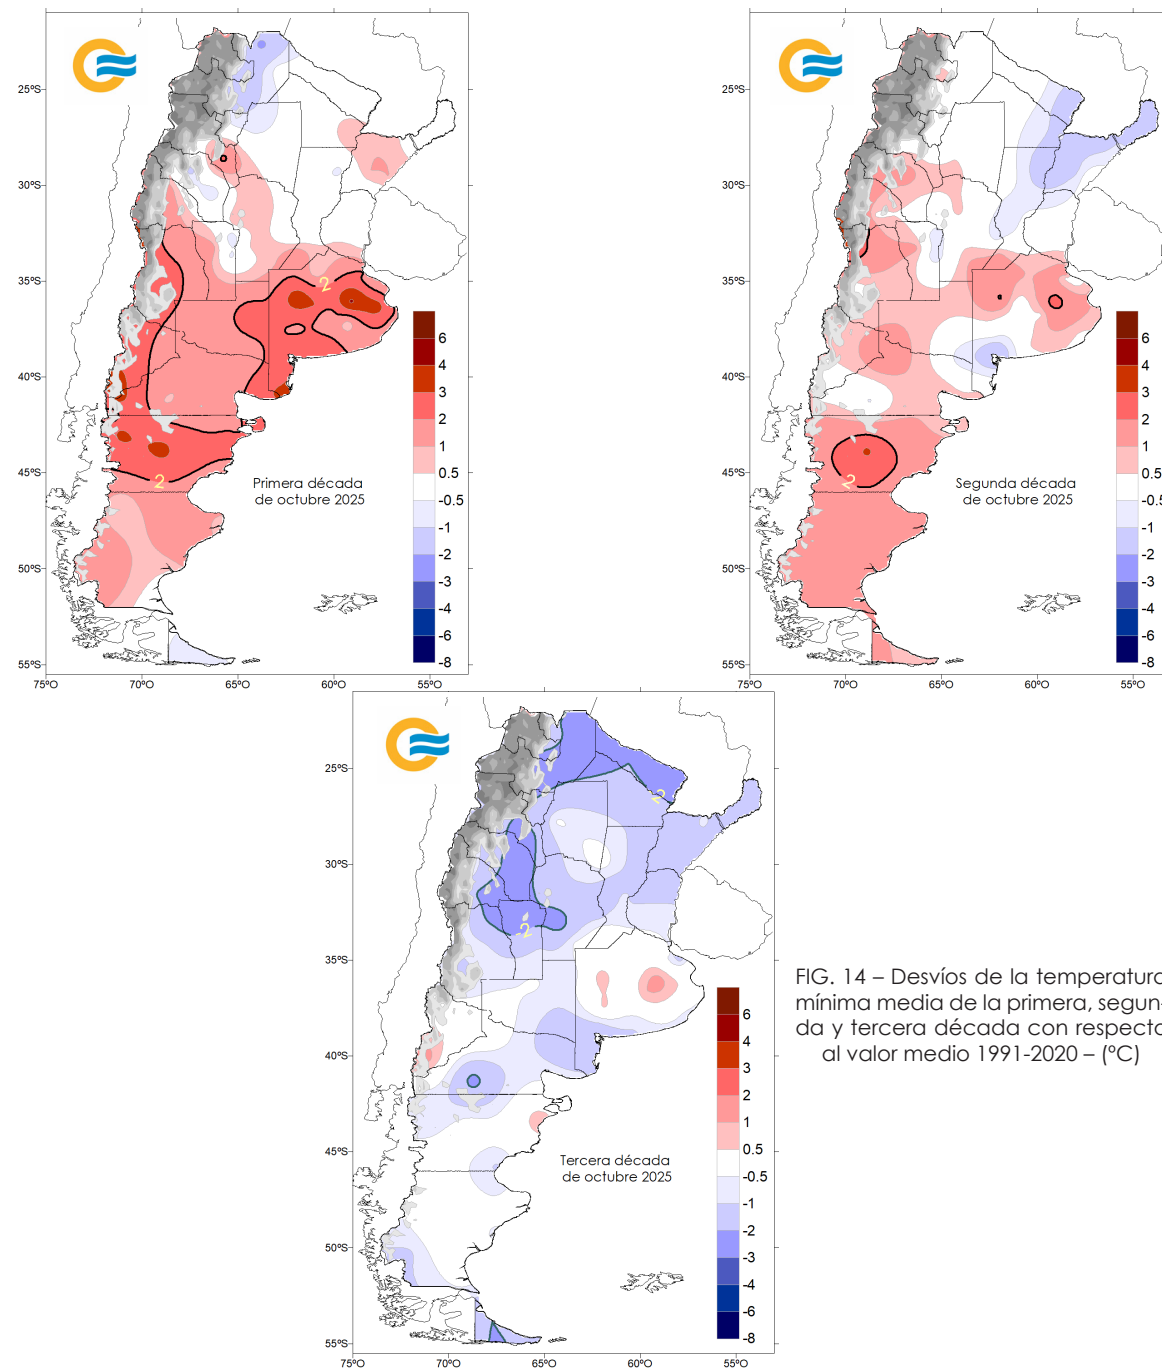 25ºS
30ºS
35ºS
40ºS
45ºS
50ºS
55ºS
75ºO
70ºO
65ºO
60ºO
55ºO
2
2
Primera década
de octubre 2025
6
4
3
2
1
0.5
-0.5
-1
-2
-3
-4
-6
-8
25ºS
30ºS
35ºS
40ºS
45ºS
50ºS
55ºS
75ºO
70ºO
65ºO
60ºO
55ºO
2
Segunda década
de octubre 2025
6
4
3
2
1
0.5
-0.5
-1
-2
-3
-4
-6
-8
25ºS
30ºS
35ºS
40ºS
45ºS
50ºS
55ºS
75ºO
70ºO
65ºO
60ºO
55ºO
-2
-2
Tercera década
de octubre 2025
6
4
3
2
1
0.5
-0.5
-1
-2
-3
-4
-6
-8
FIG. 14 – Desvíos de la temperatura
mínima media de la primera, segun-
da y tercera década con respecto
al valor medio 1991-2020 – (ºC)